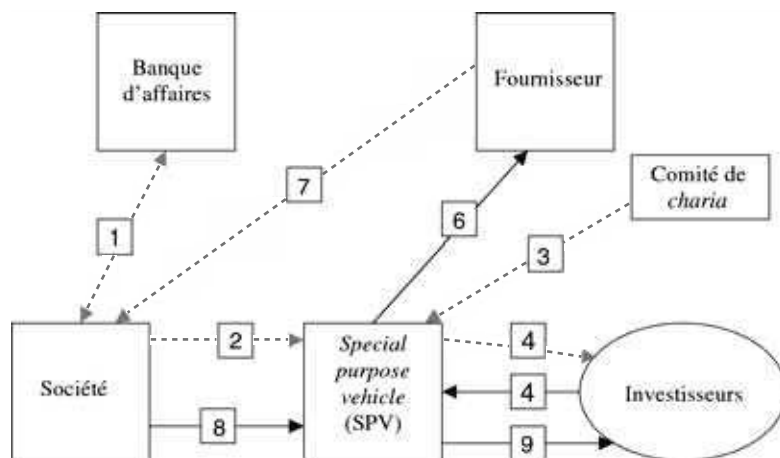 Banque
d'affaires
Fournisseur
7
Comité de
charia
6
1
3
Société
2
Special
purpose
vehicle
(SPV)
4
4
Investisseurs
8
9